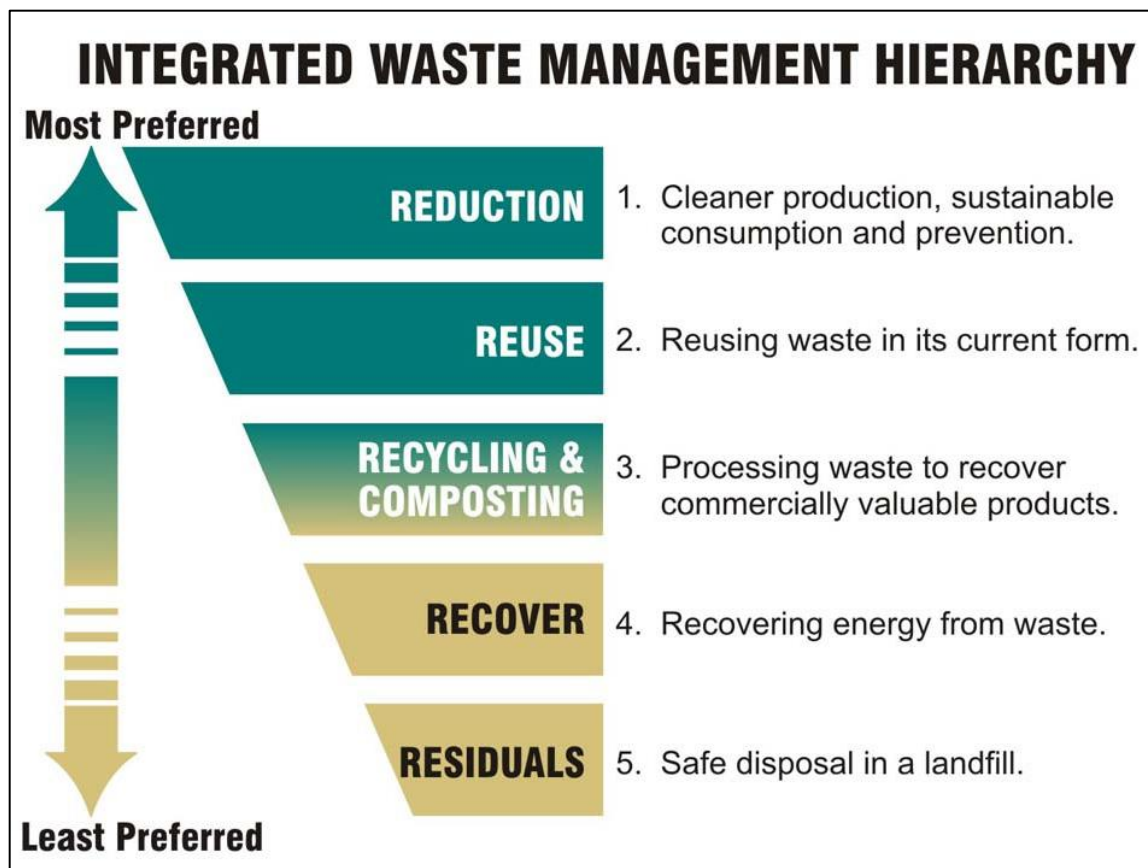 INTEGRATED WASTE MANAGEMENT HIERARCHY
Most Preferred
REDUCTION
1. Cleaner production, sustainable
consumption and prevention.
REUSE
2. Reusing waste in its current form.
RECYCLING &
COMPOSTING
3. Processing waste to recover
commercially valuable products.
RECOVER
4. Recovering energy from waste.
RESIDUALS
5. Safe disposal in a landfill.
Least Preferred